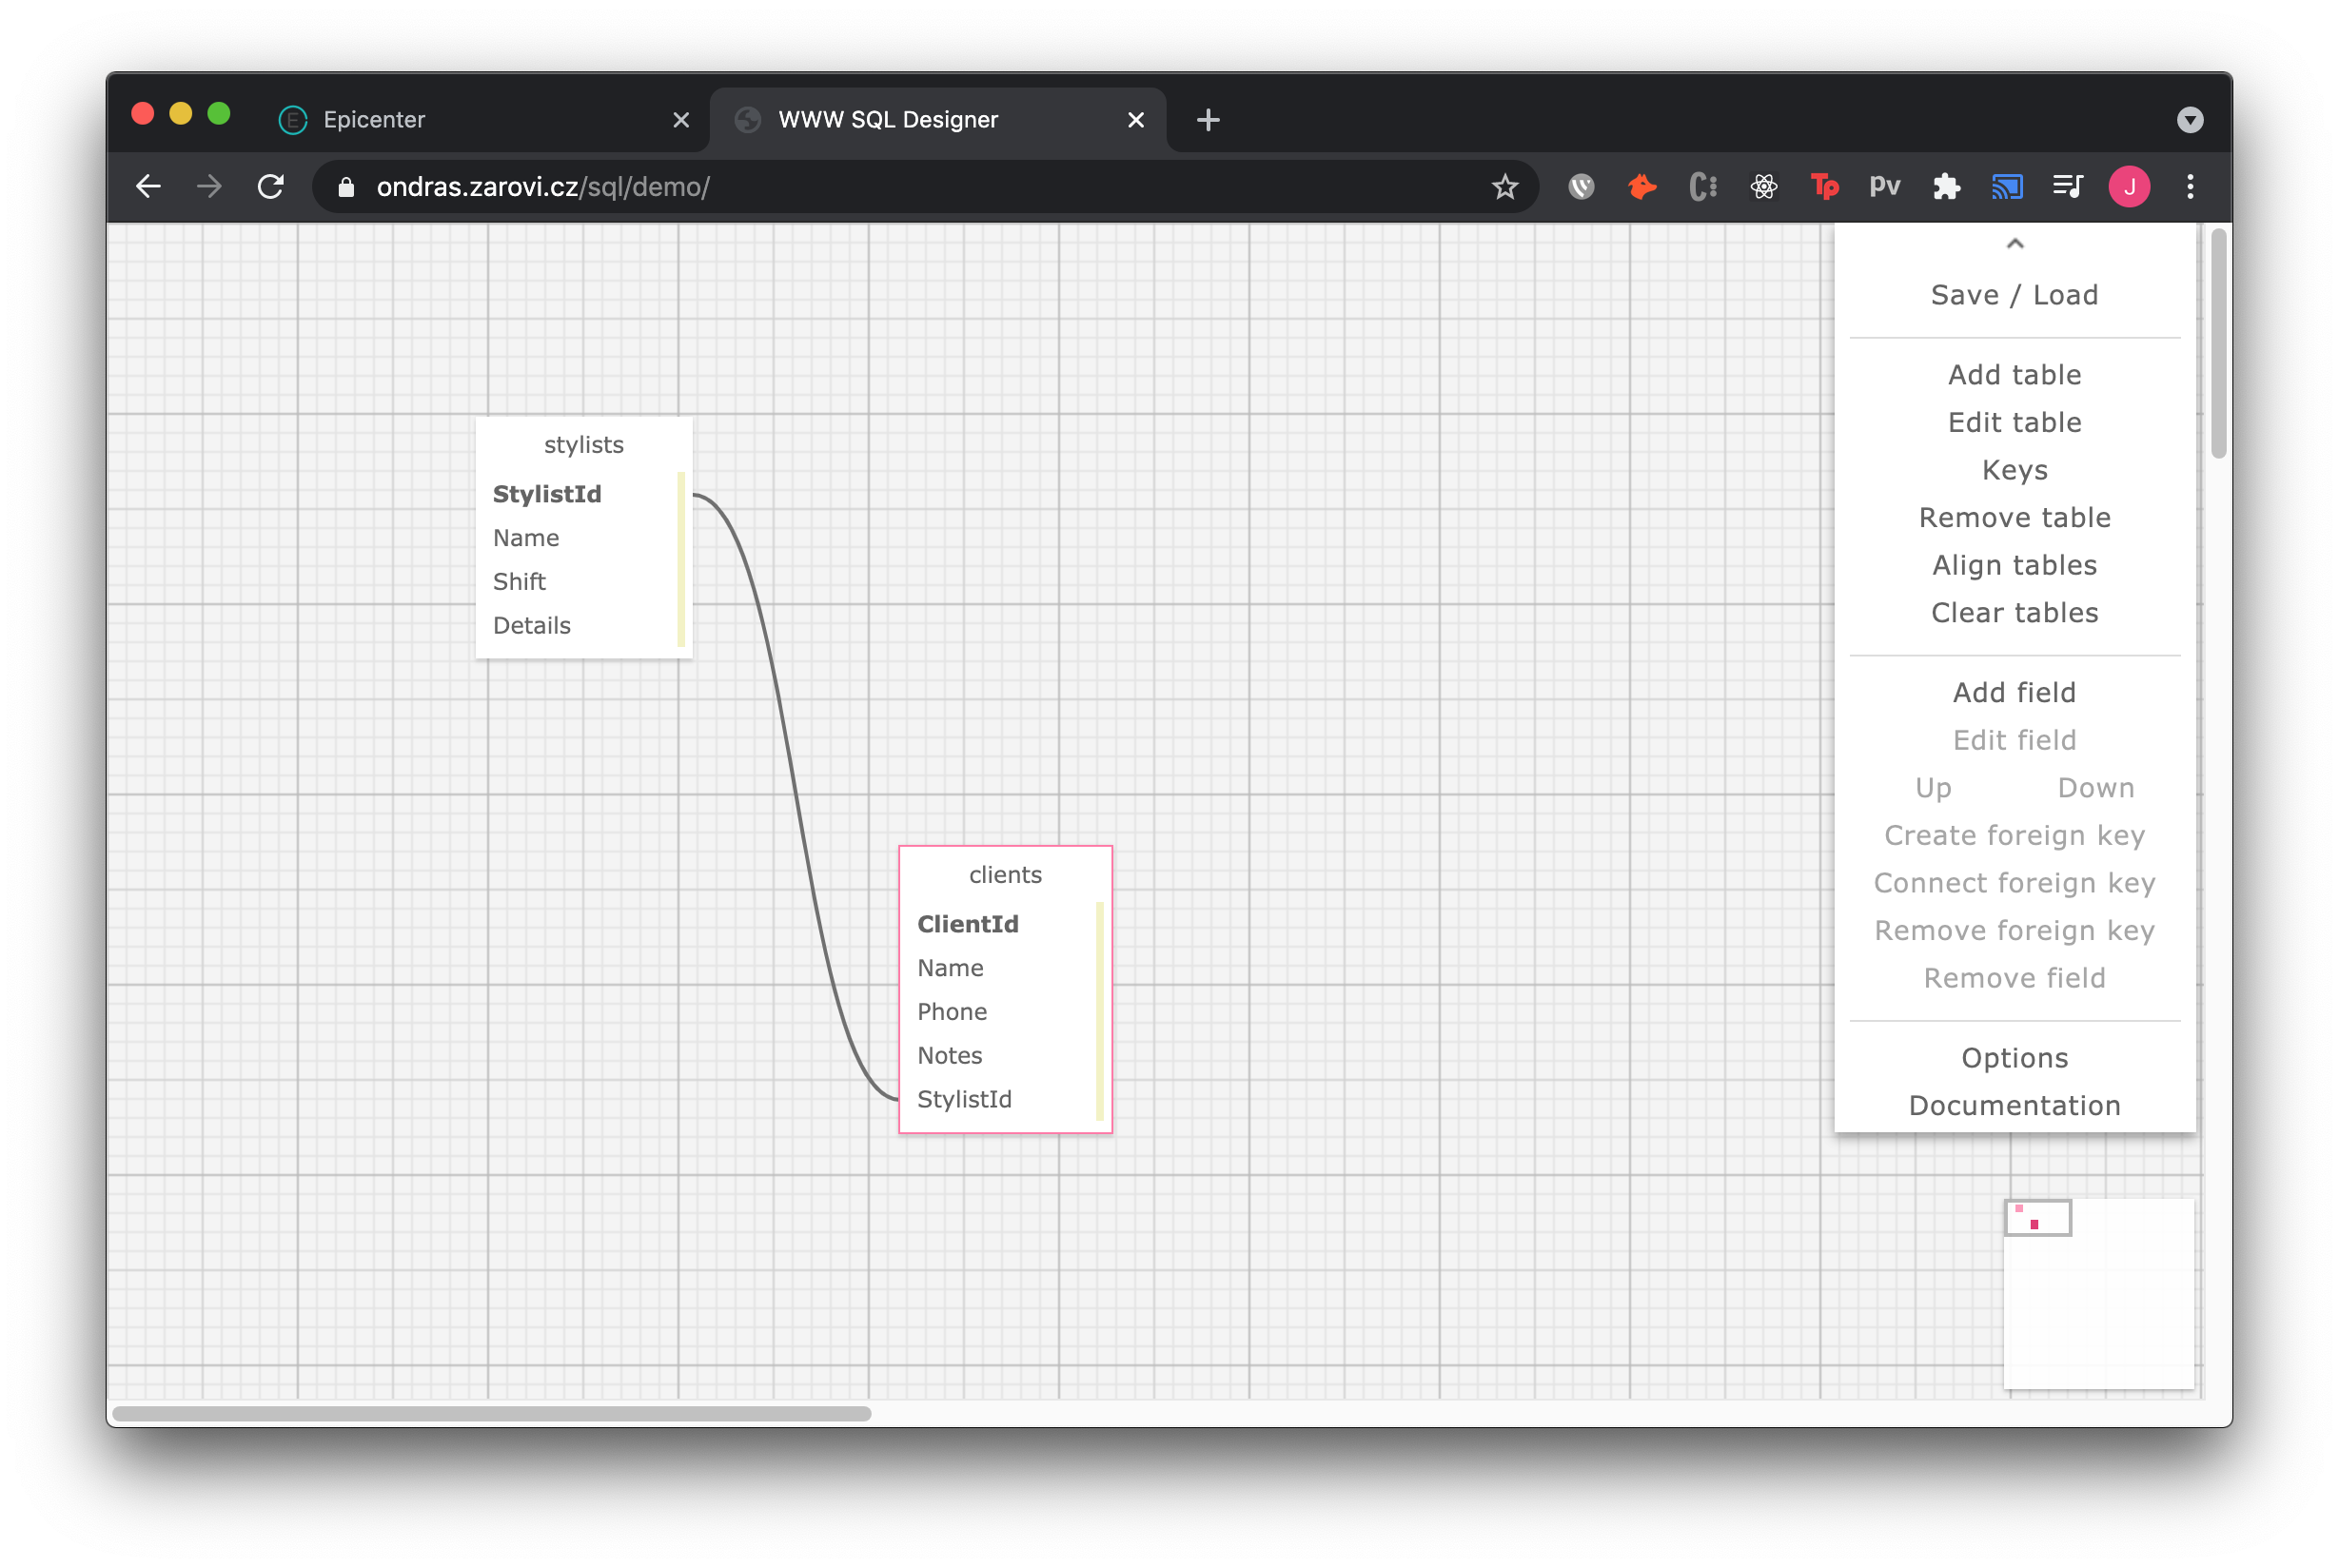 Epicenter
WWW SQL Designer
ondras.zarovi.cz/sql/demo/
Tp
pv
J
Save / Load
Add table
Edit table
Keys
Remove table
Align tables
Clear tables
Add field
Edit field
Up Down
Create foreign key
Connect foreign key
Remove foreign key
Remove field
Options
Documentation
stylists
StylistId
Name
Shift
Details
clients
ClientId
Name
Phone
Notes
StylistId